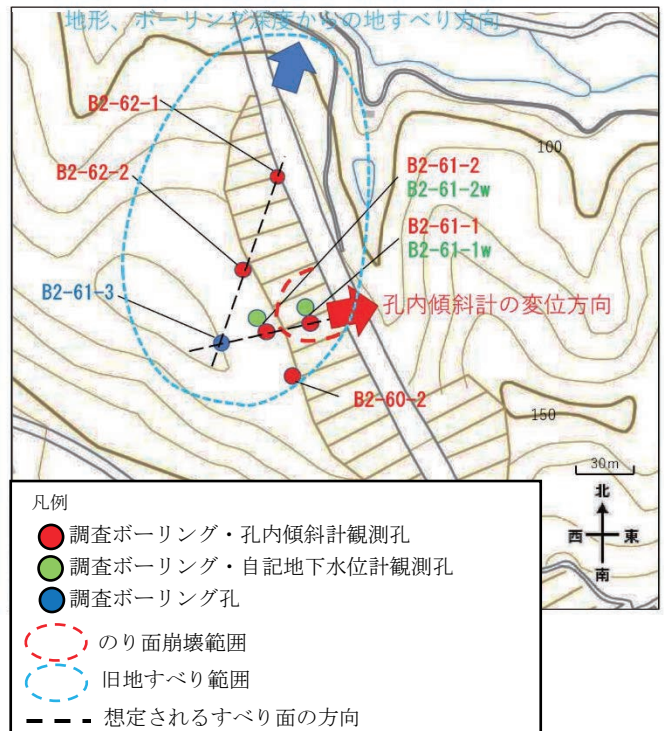 地形、ボーリング深度からの地すべり方向
B2-62-1
100
B2-62-2
B2-61-2
B2-61-2w
B2-61-1
B2-61-1w
B2-61-3
孔内傾斜計の変位方向
B2-60-2
150
30m
北
西 東
南
凡例
調査ボーリング・孔内傾斜計観測孔
調査ボーリング・自記地下水位計観測孔
調査ボーリング孔
のり面崩壊範囲
旧地すべり範囲
想定されるすべり面の方向